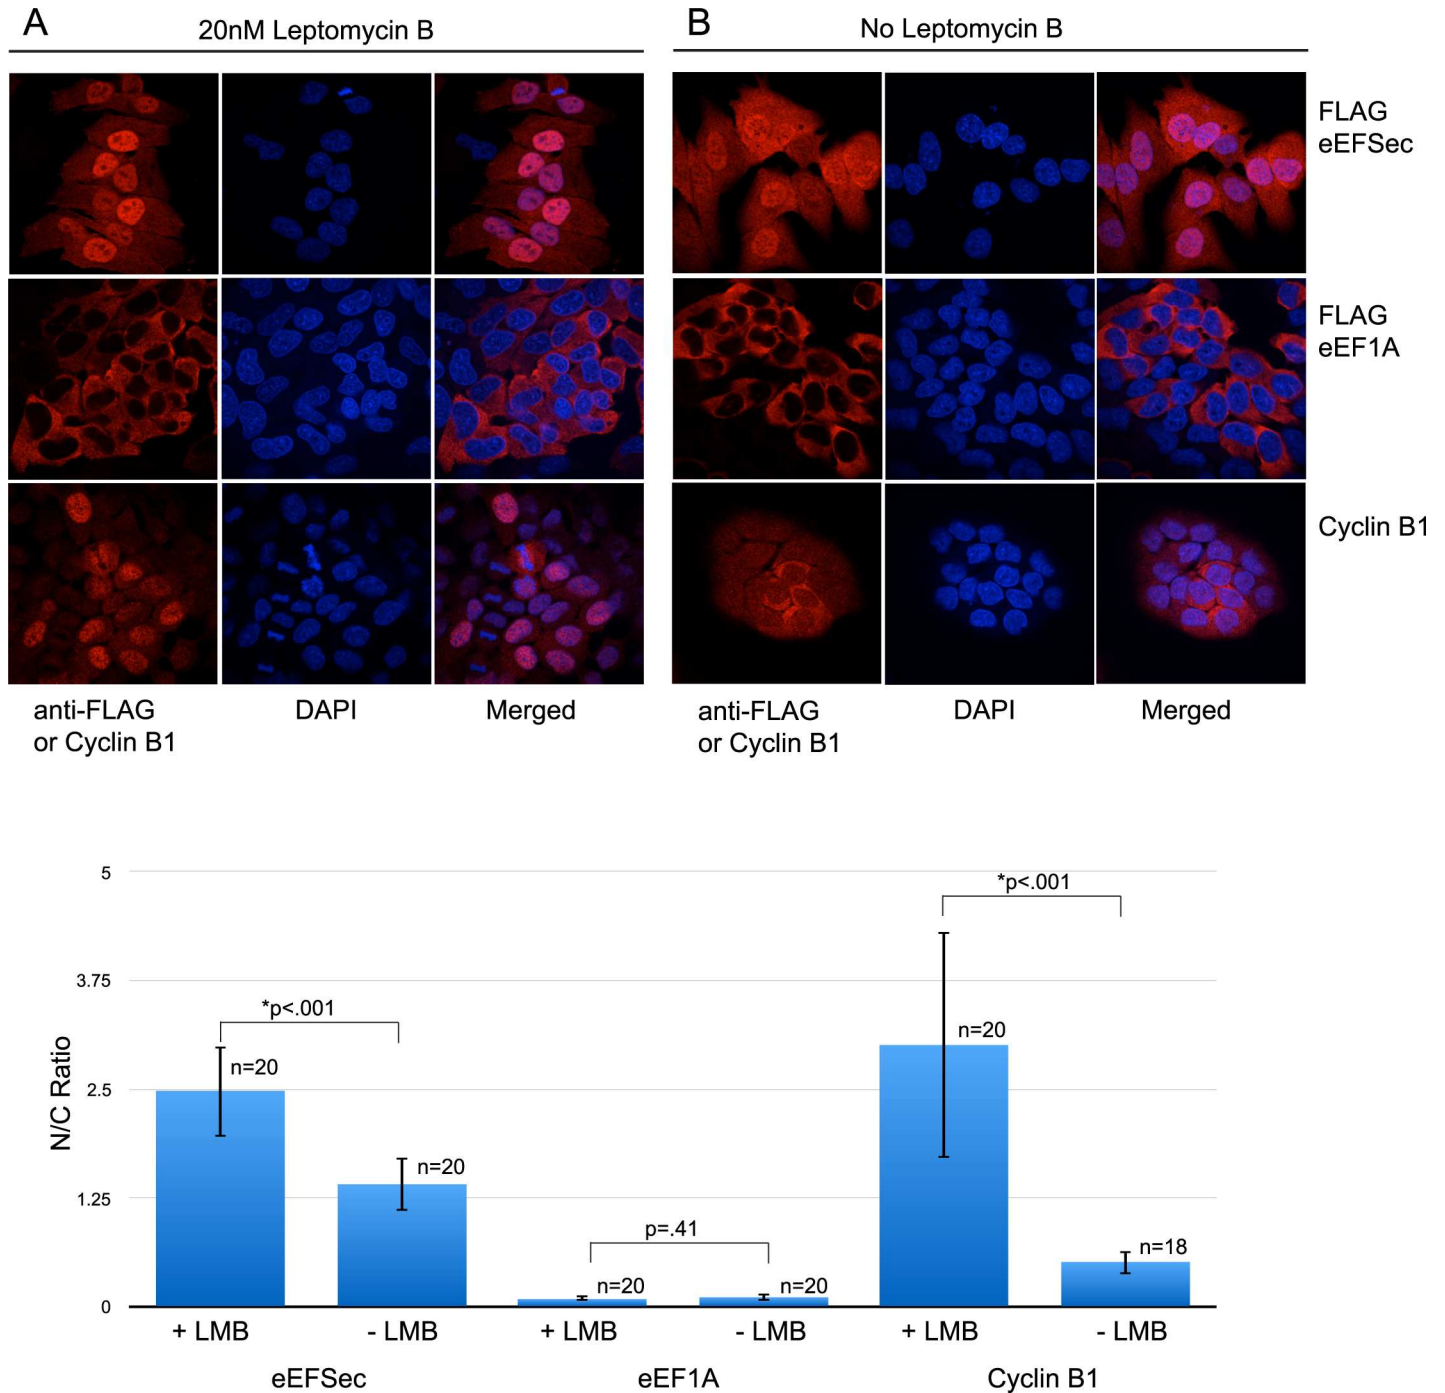 A
20nM Leptomycin B
B
No Leptomycin B
FLAG
eEFSec
FLAG
eEF1A
Cyclin B1
anti-FLAG
or Cyclin B1
DAPI
Merged
anti-FLAG
or Cyclin B1
DAPI
Merged
5
3.75
2.5
1.25
0
N/C Ratio
*p<.001
n=20
n=20
p=.41
n=20
n=20
*p<.001
n=20
n=18
+ LMB
- LMB
+ LMB
- LMB
+ LMB
- LMB
eEFSec
eEF1A
Cyclin B1